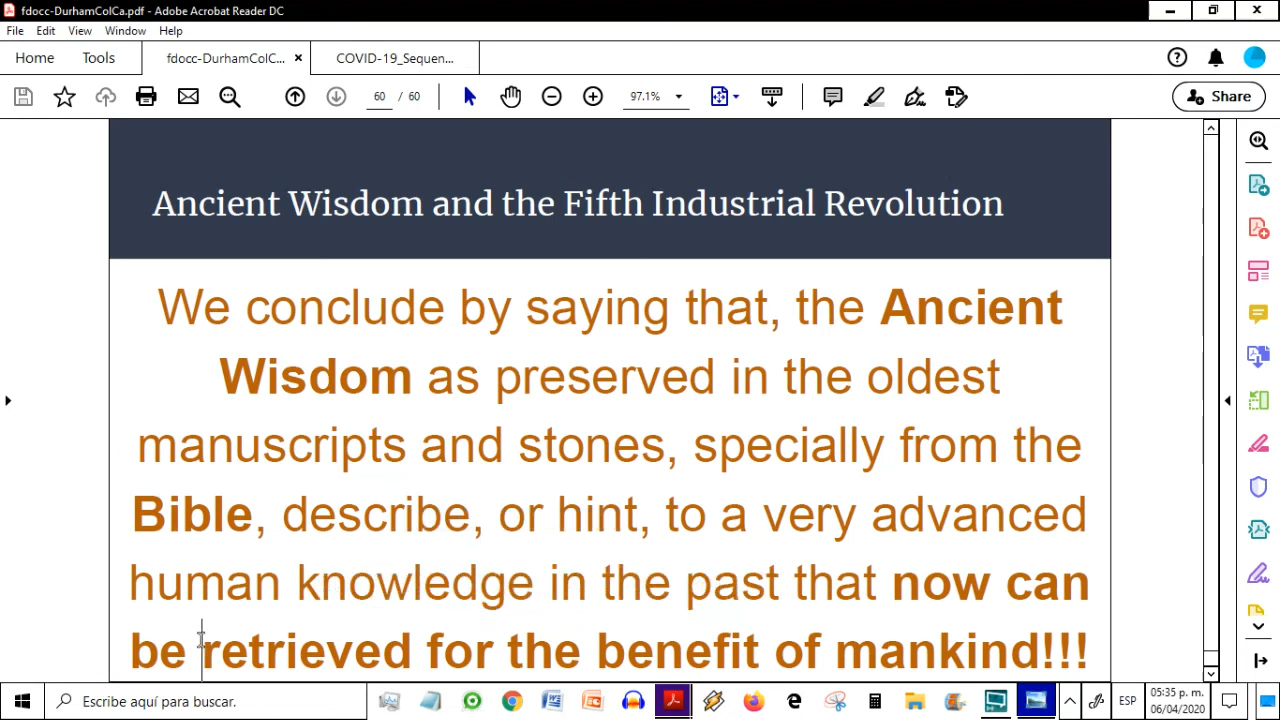 fdocc-DurhamColCa.pdf - Adobe Acrobat Reader DC
File Edit View Window Help
Home Tools fdocc-DurhamColC... × COVID-19_Sequen...
60 / 60 97.1% Share
Ancient Wisdom and the Fifth Industrial Revolution
We conclude by saying that, the Ancient
Wisdom as preserved in the oldest
manuscripts and stones, specially from the
Bible, describe, or hint, to a very advanced
human knowledge in the past that now can
be retrieved for the benefit of mankind!!!
Escribe aquí para buscar.
ESP
05:35 p. m.
06/04/2020